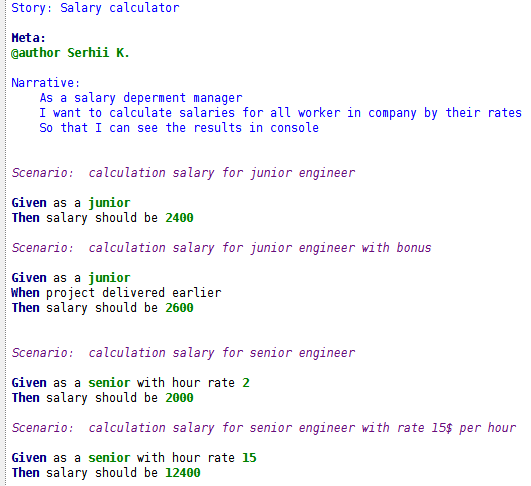 Story: Salary calculator
Meta:
@author Serhii K.
Narrative:
As a salary deperment manager
I want to calculate salaries for all worker in company by their rates
So that I can see the results in console
Scenario:  calculation salary for junior engineer
Given as a junior
Then salary should be 2400
Scenario:  calculation salary for junior engineer with bonus
Given as a junior
When project delivered earlier
Then salary should be 2600
Scenario:  calculation salary for senior engineer
Given as a senior with hour rate 2
Then salary should be 2000
Scenario:  calculation salary for senior engineer with rate 15$ per hour
Given as a senior with hour rate 15
Then salary should be 12400